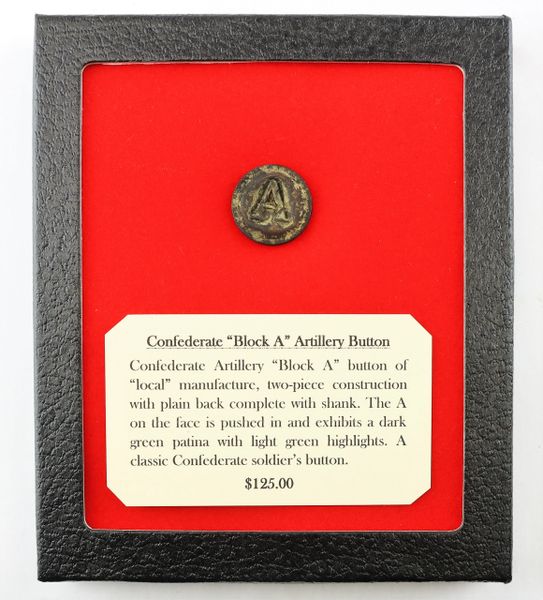 A
Confederate “Block A” Artillery Button
Confederate Artillery “Block A” button of
“local” manufacture, two-piece construction
with plain back complete with shank. The A
on the face is pushed in and exhibits a dark
green patina with light green highlights. A
classic Confederate soldier’s button.
$125.00